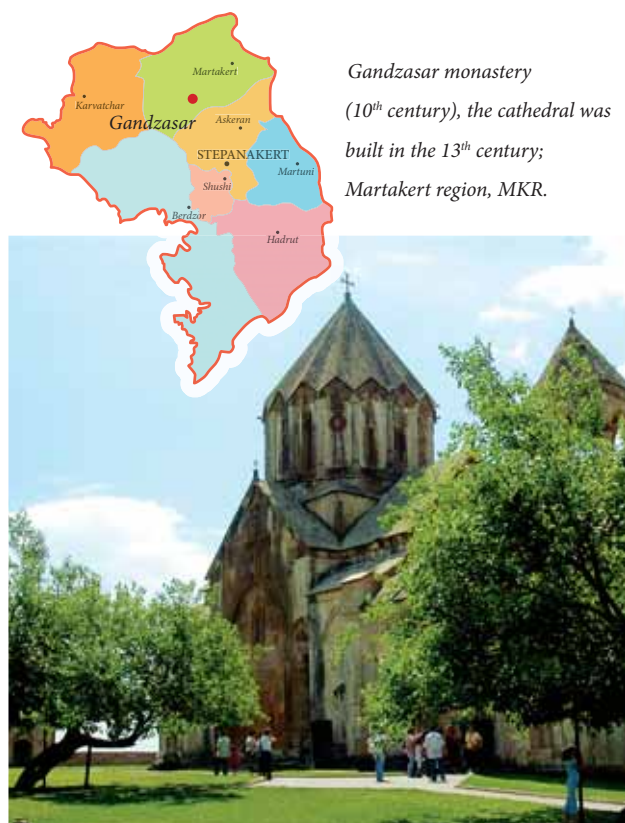 Martakert
Karvatchar
Gandzasar
Askeran
STEPANAKERT
Martuni
Shushi
Berdzor
Hadrut
Gandzasar monastery
(10th century), the cathedral was
built in the 13th century;
Martakert region, MKR.